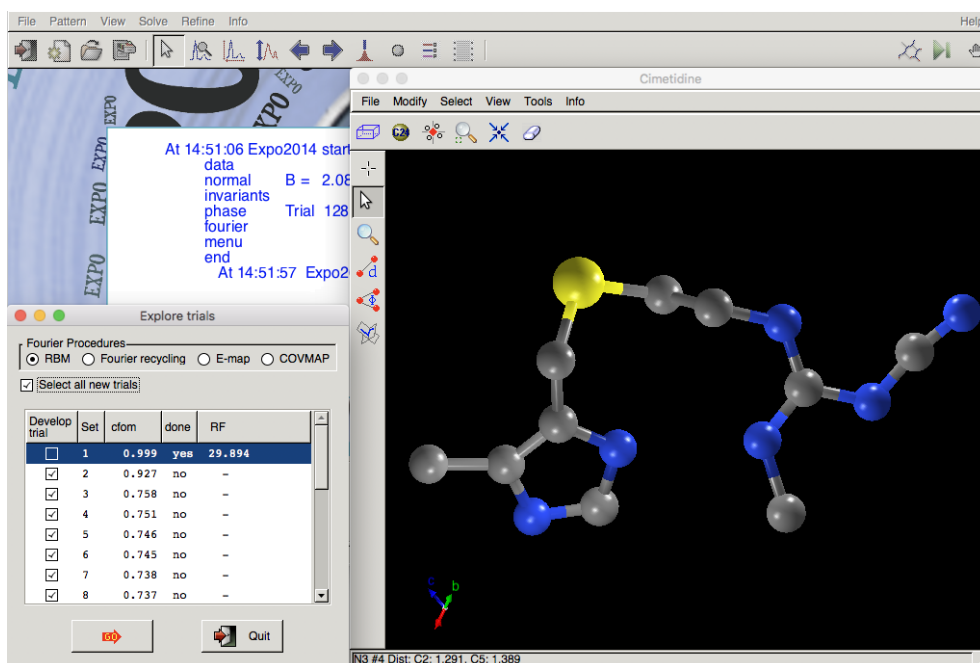 File Pattern View Solve Refine Info Help
Cimetidine
File Modify Select View Tools Info
C24
EXPO
EXPO
EXPO
EXPO
EXPO
EXPO
At 14:51:06 Expo2014 start
data
normal B = 2.08
invariants
phase Trial 128
fourier
menu
end
At 14:51:57 Expo2
d
Φ
Explore trials
Fourier Procedures
RBM Fourier recycling E-map COVMAP
Select all new trials
Develop trial Set cfom done RF
1 0.999 yes 29.894
2 0.927 no -
3 0.758 no -
4 0.751 no -
5 0.746 no -
6 0.745 no -
7 0.738 no -
8 0.737 no -
GO Quit
c b
N3 #4 Dist: C2: 1.291, C5: 1.389